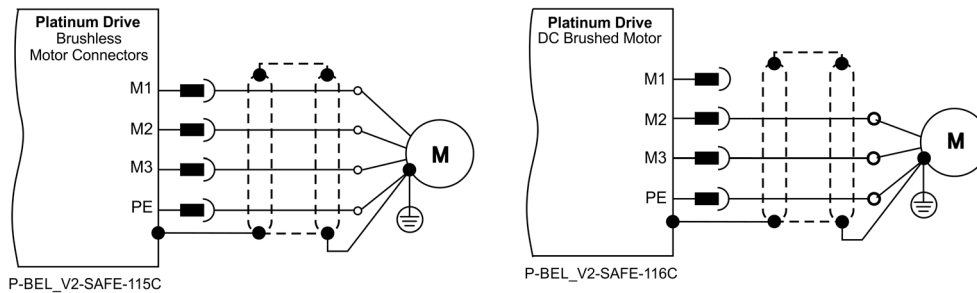 Platinum Drive
Brushless
Motor Connectors
M1
M2
M3
PE
M
P-BEL_V2-SAFE-115C
Platinum Drive
DC Brushed Motor
M1
M2
M3
PE
M
P-BEL_V2-SAFE-116C